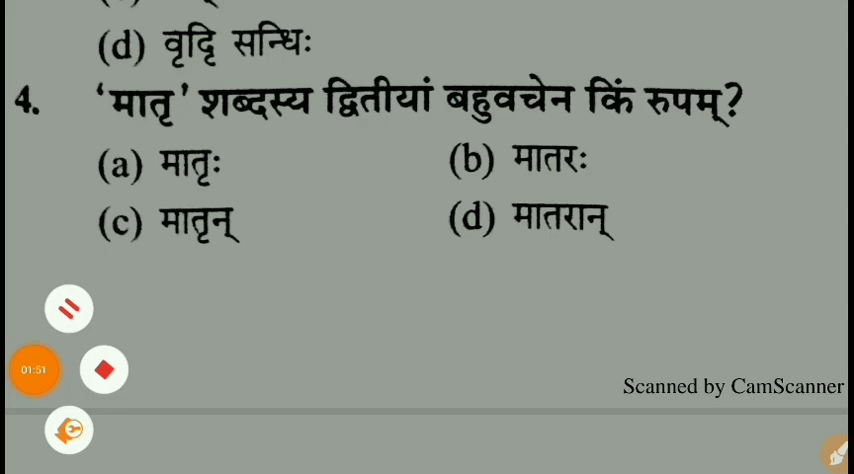 (d) वृदि्ि सन्धिः
4. ‘मातृ’ शब्दस्य द्वितीयां बहुवचेन किं रुपम्?
(a) मातृः (b) मातरः
(c) मातृन् (d) मातरान्
01:51
Scanned by CamScanner